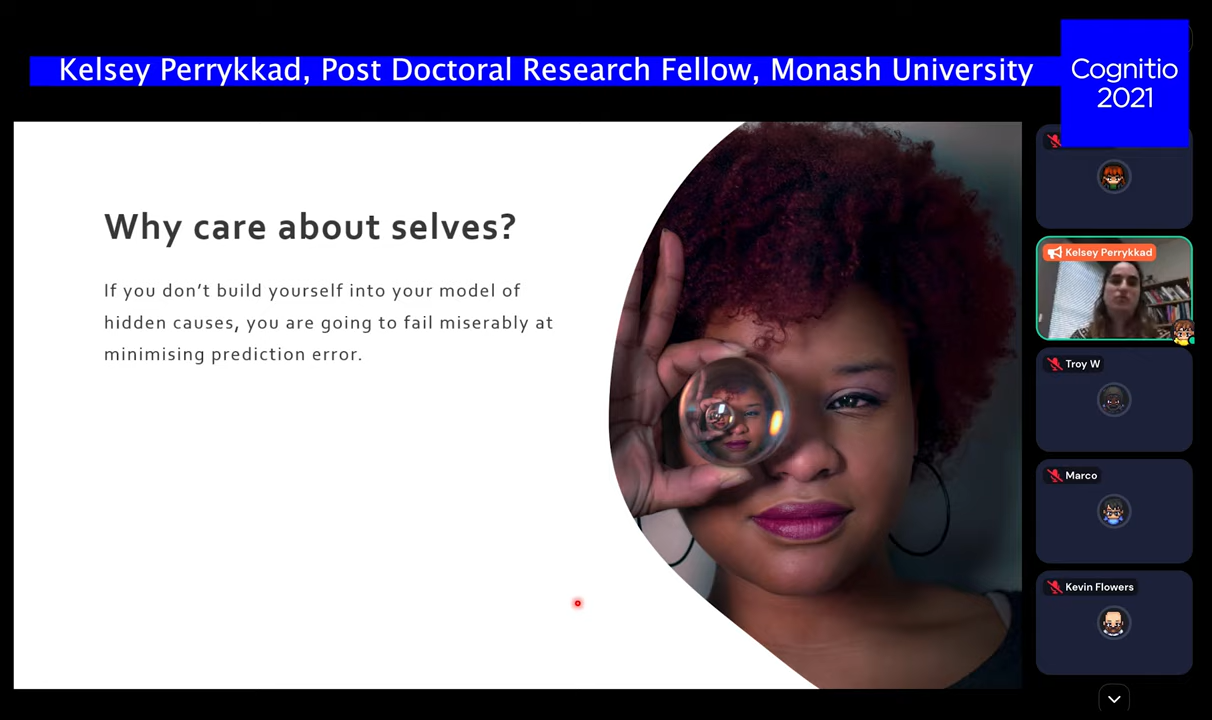 Kelsey Perrykkad, Post Doctoral Research Fellow, Monash University
Cognitio
2021
Why care about selves?
If you don’t build yourself into your model of
hidden causes, you are going to fail miserably at
minimising prediction error.
Kelsey Perrykkad
Troy W
Marco
Kevin Flowers